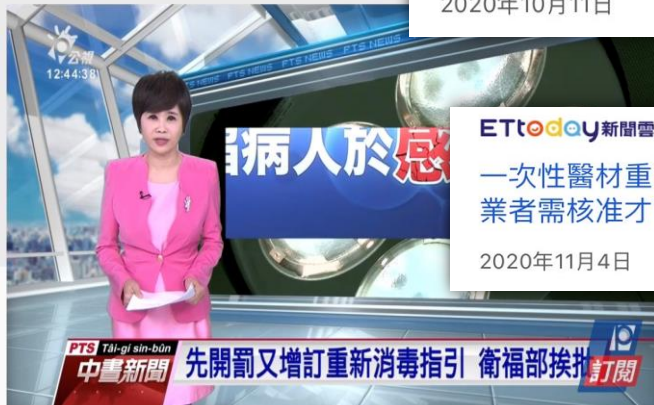 2020年10月11日
公視
12:44:38
PTS NEWS PTS NEWS PTS NEWS
病人於感
ETtoday新聞雲
一次性醫材重
業者需核准才
2020年11月4日
PTS Tâi-gí sin-bûn
中晝新聞
先開罰又增訂重新消毒指引 衛福部挨批
訂閱